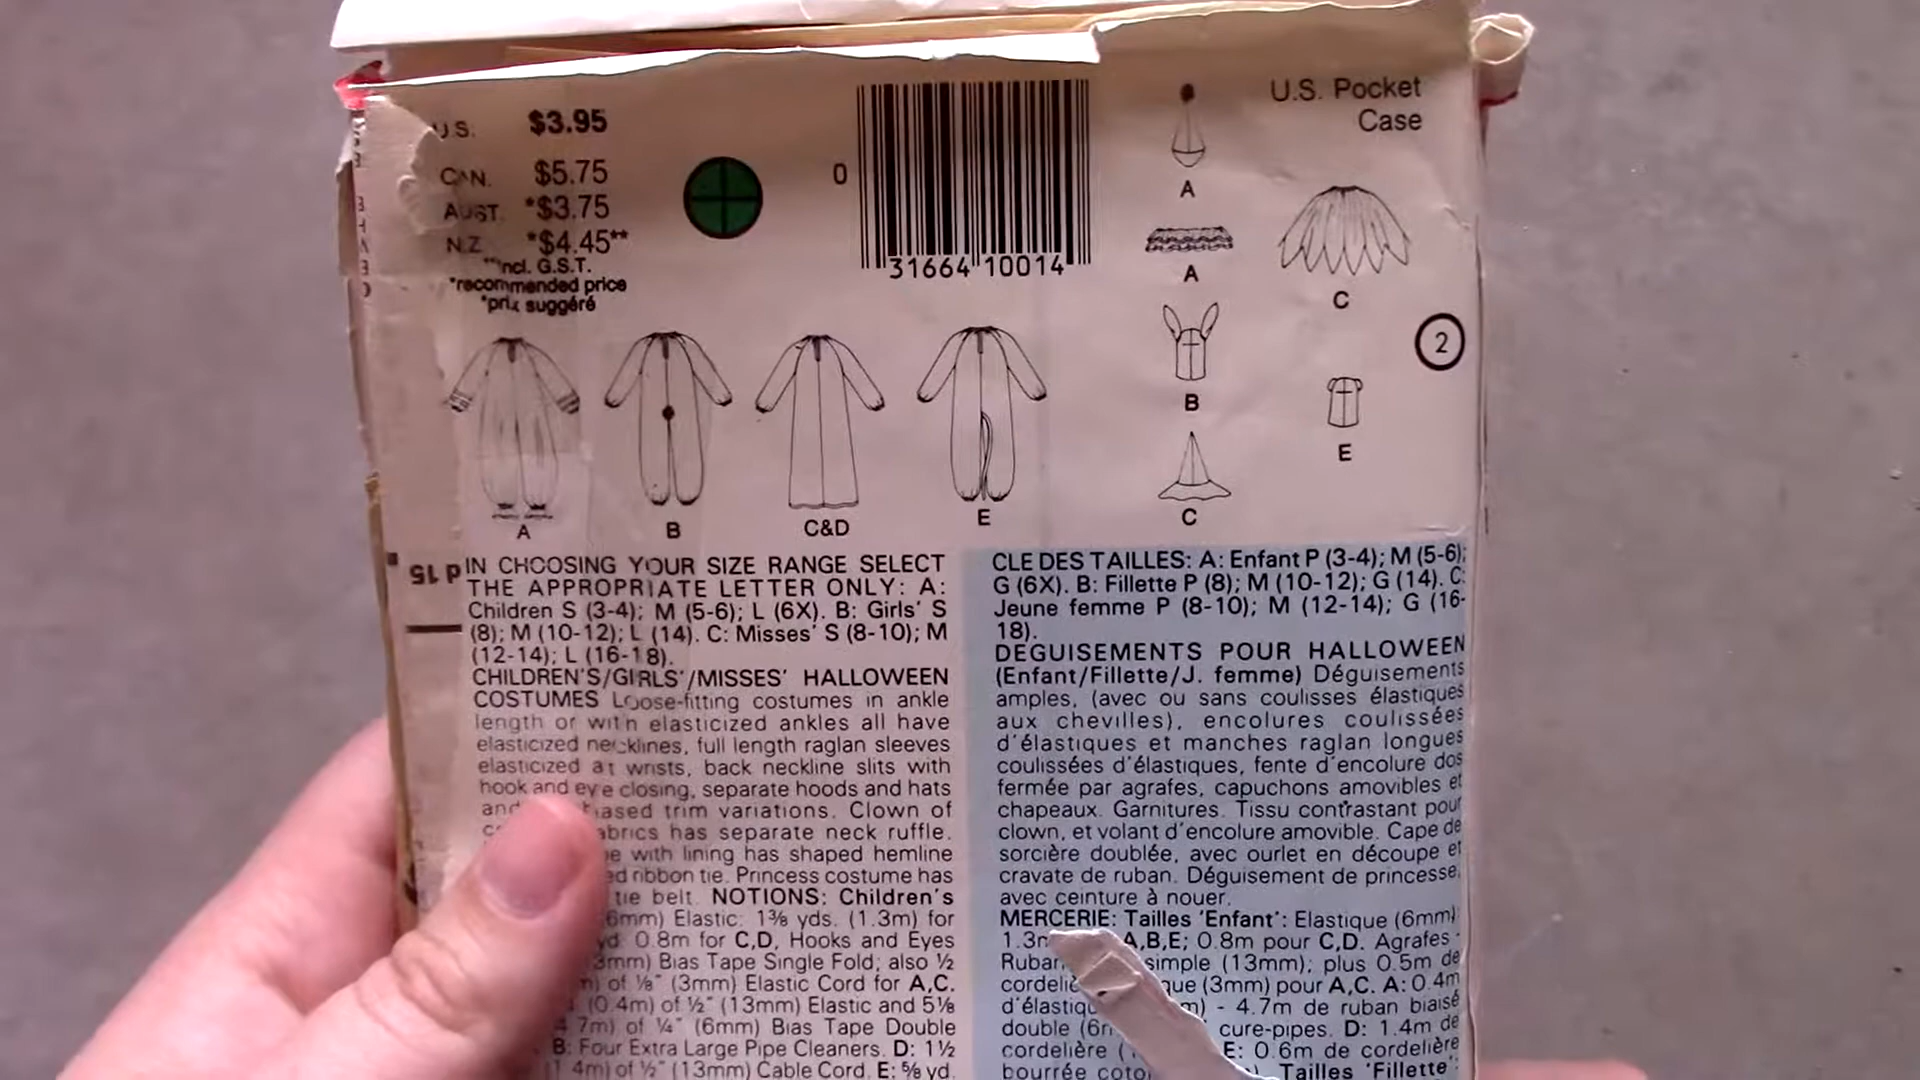 U.S. $3.95
CAN. $5.75
AUST. *$3.75
N.Z. *$4.45**
**incl. G.S.T.
*recommended price
*prix suggéré
0 31664 10014
U.S. Pocket
Case
A
A
C
B
2
E
C
A
B
C&D
E
p 15
IN CHOOSING YOUR SIZE RANGE SELECT
THE APPROPRIATE LETTER ONLY: A:
Children S (3-4); M (5-6); L (6X). B: Girls' S
(8); M (10-12); L (14). C: Misses' S (8-10); M
(12-14); L (16-18).
CHILDREN'S/GIRLS'/MISSES' HALLOWEEN
COSTUMES Loose-fitting costumes in ankle
length or with elasticized ankles all have
elasticized necklines, full length raglan sleeves
elasticized at wrists, back neckline slits with
hook and eye closing, separate hoods and hats
and trim variations. Clown of
has separate neck ruffle.
with lining has shaped hemline
ribbon tie. Princess costume has
tie belt. NOTIONS: Children's
Elastic: 1⅜ yds. (1.3m) for
0.8m for C,D, Hooks and Eyes
Bias Tape Single Fold; also ½
of ⅛" (3mm) Elastic Cord for A,C.
(0.4m) of ½" (13mm) Elastic and 5⅛
of ¼" (6mm) Bias Tape Double
B: Four Extra Large Pipe Cleaners. D: 1½
of ½" (13mm) Cable Cord. E: ⅝ yd.
CLE DES TAILLES: A: Enfant P (3-4); M (5-6);
G (6X). B: Fillette P (8); M (10-12); G (14). C:
Jeune femme P (8-10); M (12-14); G (16-
18).
DEGUISEMENTS POUR HALLOWEEN
(Enfant/Fillette/J. femme) Déguisements
amples, (avec ou sans coulisses élastiques
aux chevilles), encolures coulissées
d'élastiques et manches raglan longues
coulissées d'élastiques, fente d'encolure dos
fermée par agrafes, capuchons amovibles et
chapeaux. Garnitures. Tissu contrastant pour
clown, et volant d'encolure amovible. Cape de
sorcière doublée, avec ourlet en découpe et
cravate de ruban. Déguisement de princesse,
avec ceinture à nouer.
MERCERIE: Tailles 'Enfant': Elastique (6mm)
A,B,E; 0.8m pour C,D. Agrafes -
simple (13mm); plus 0.5m de
(3mm) pour A,C. A: 0.4m
- 4.7m de ruban biaisé
double cure-pipes. D: 1.4m de
cordelière E: 0.6m de cordelière
bourrée Tailles 'Fillette':